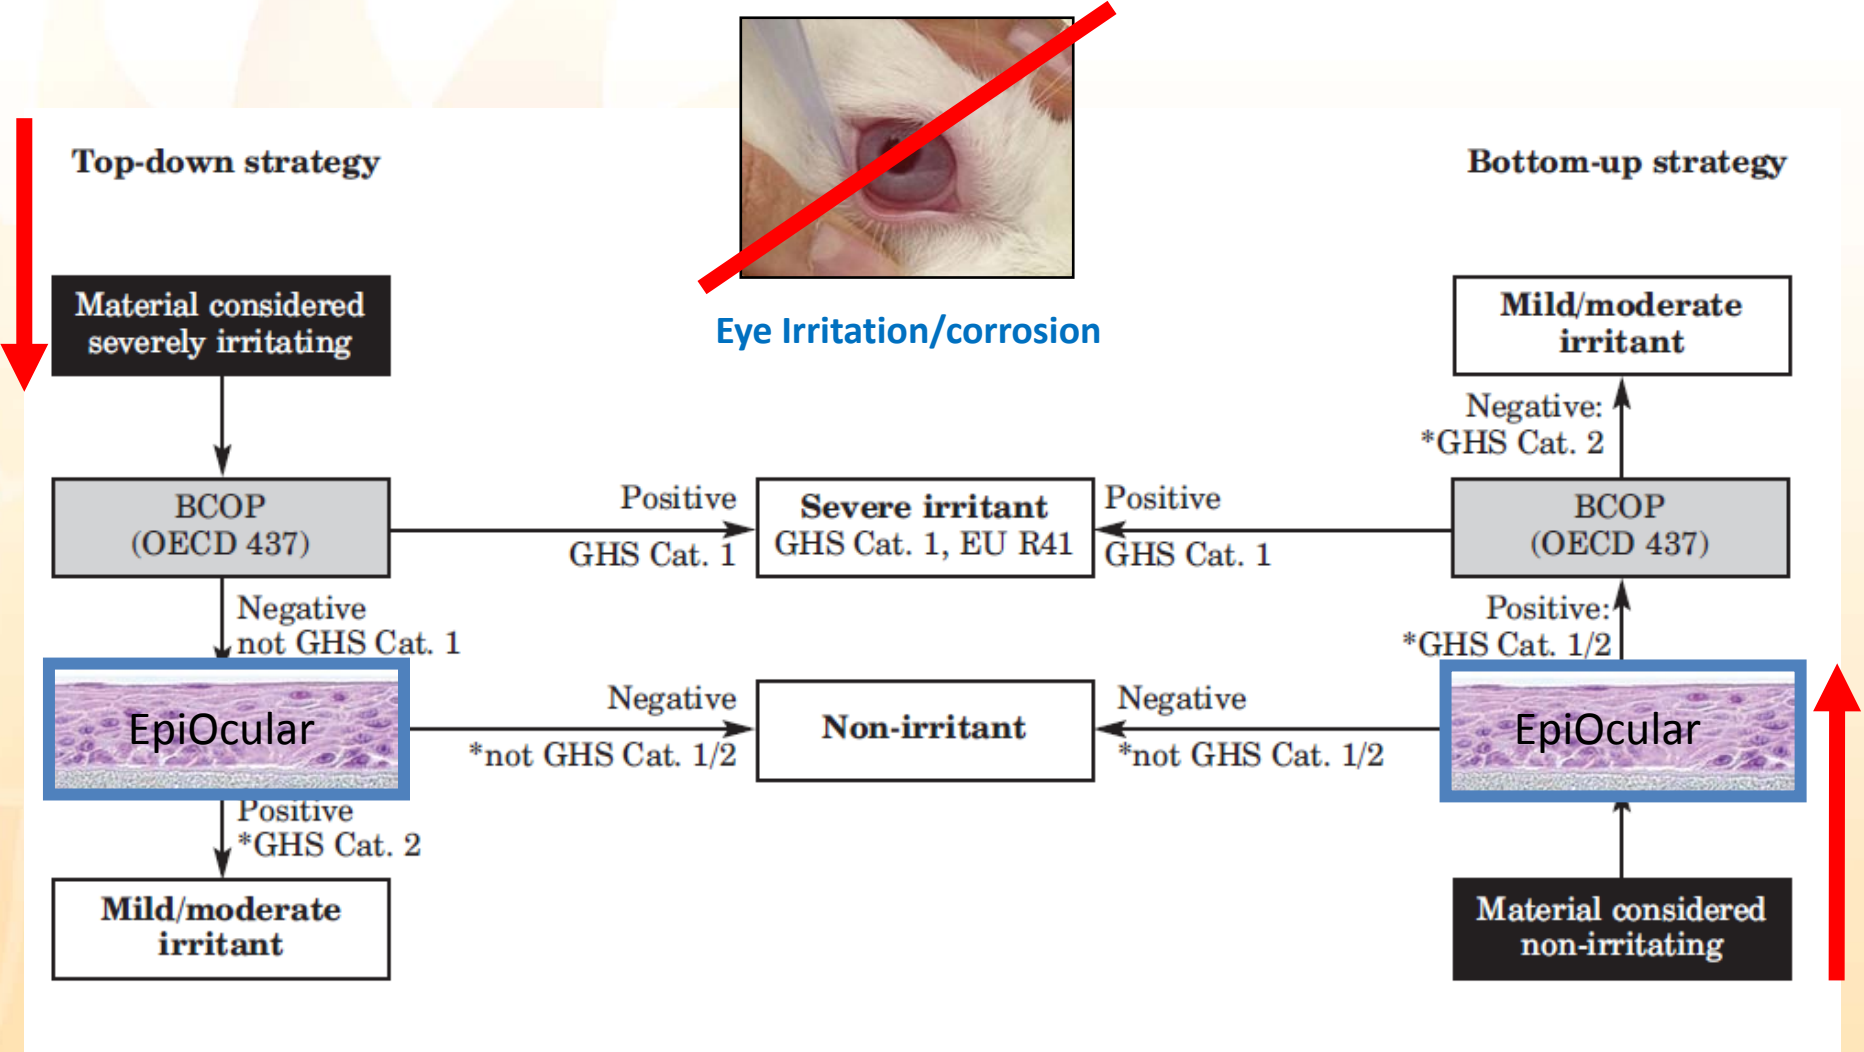 Top-down strategy
Bottom-up strategy
Eye Irritation/corrosion
Material considered
severely irritating
Mild/moderate
irritant
Negative:
*GHS Cat. 2
BCOP
(OECD 437)
Positive
GHS Cat. 1
Severe irritant
GHS Cat. 1, EU R41
Positive
GHS Cat. 1
BCOP
(OECD 437)
Negative
not GHS Cat. 1
Positive:
*GHS Cat. 1/2
EpiOcular
Negative
*not GHS Cat. 1/2
Non-irritant
Negative
*not GHS Cat. 1/2
EpiOcular
Positive
*GHS Cat. 2
Mild/moderate
irritant
Material considered
non-irritating